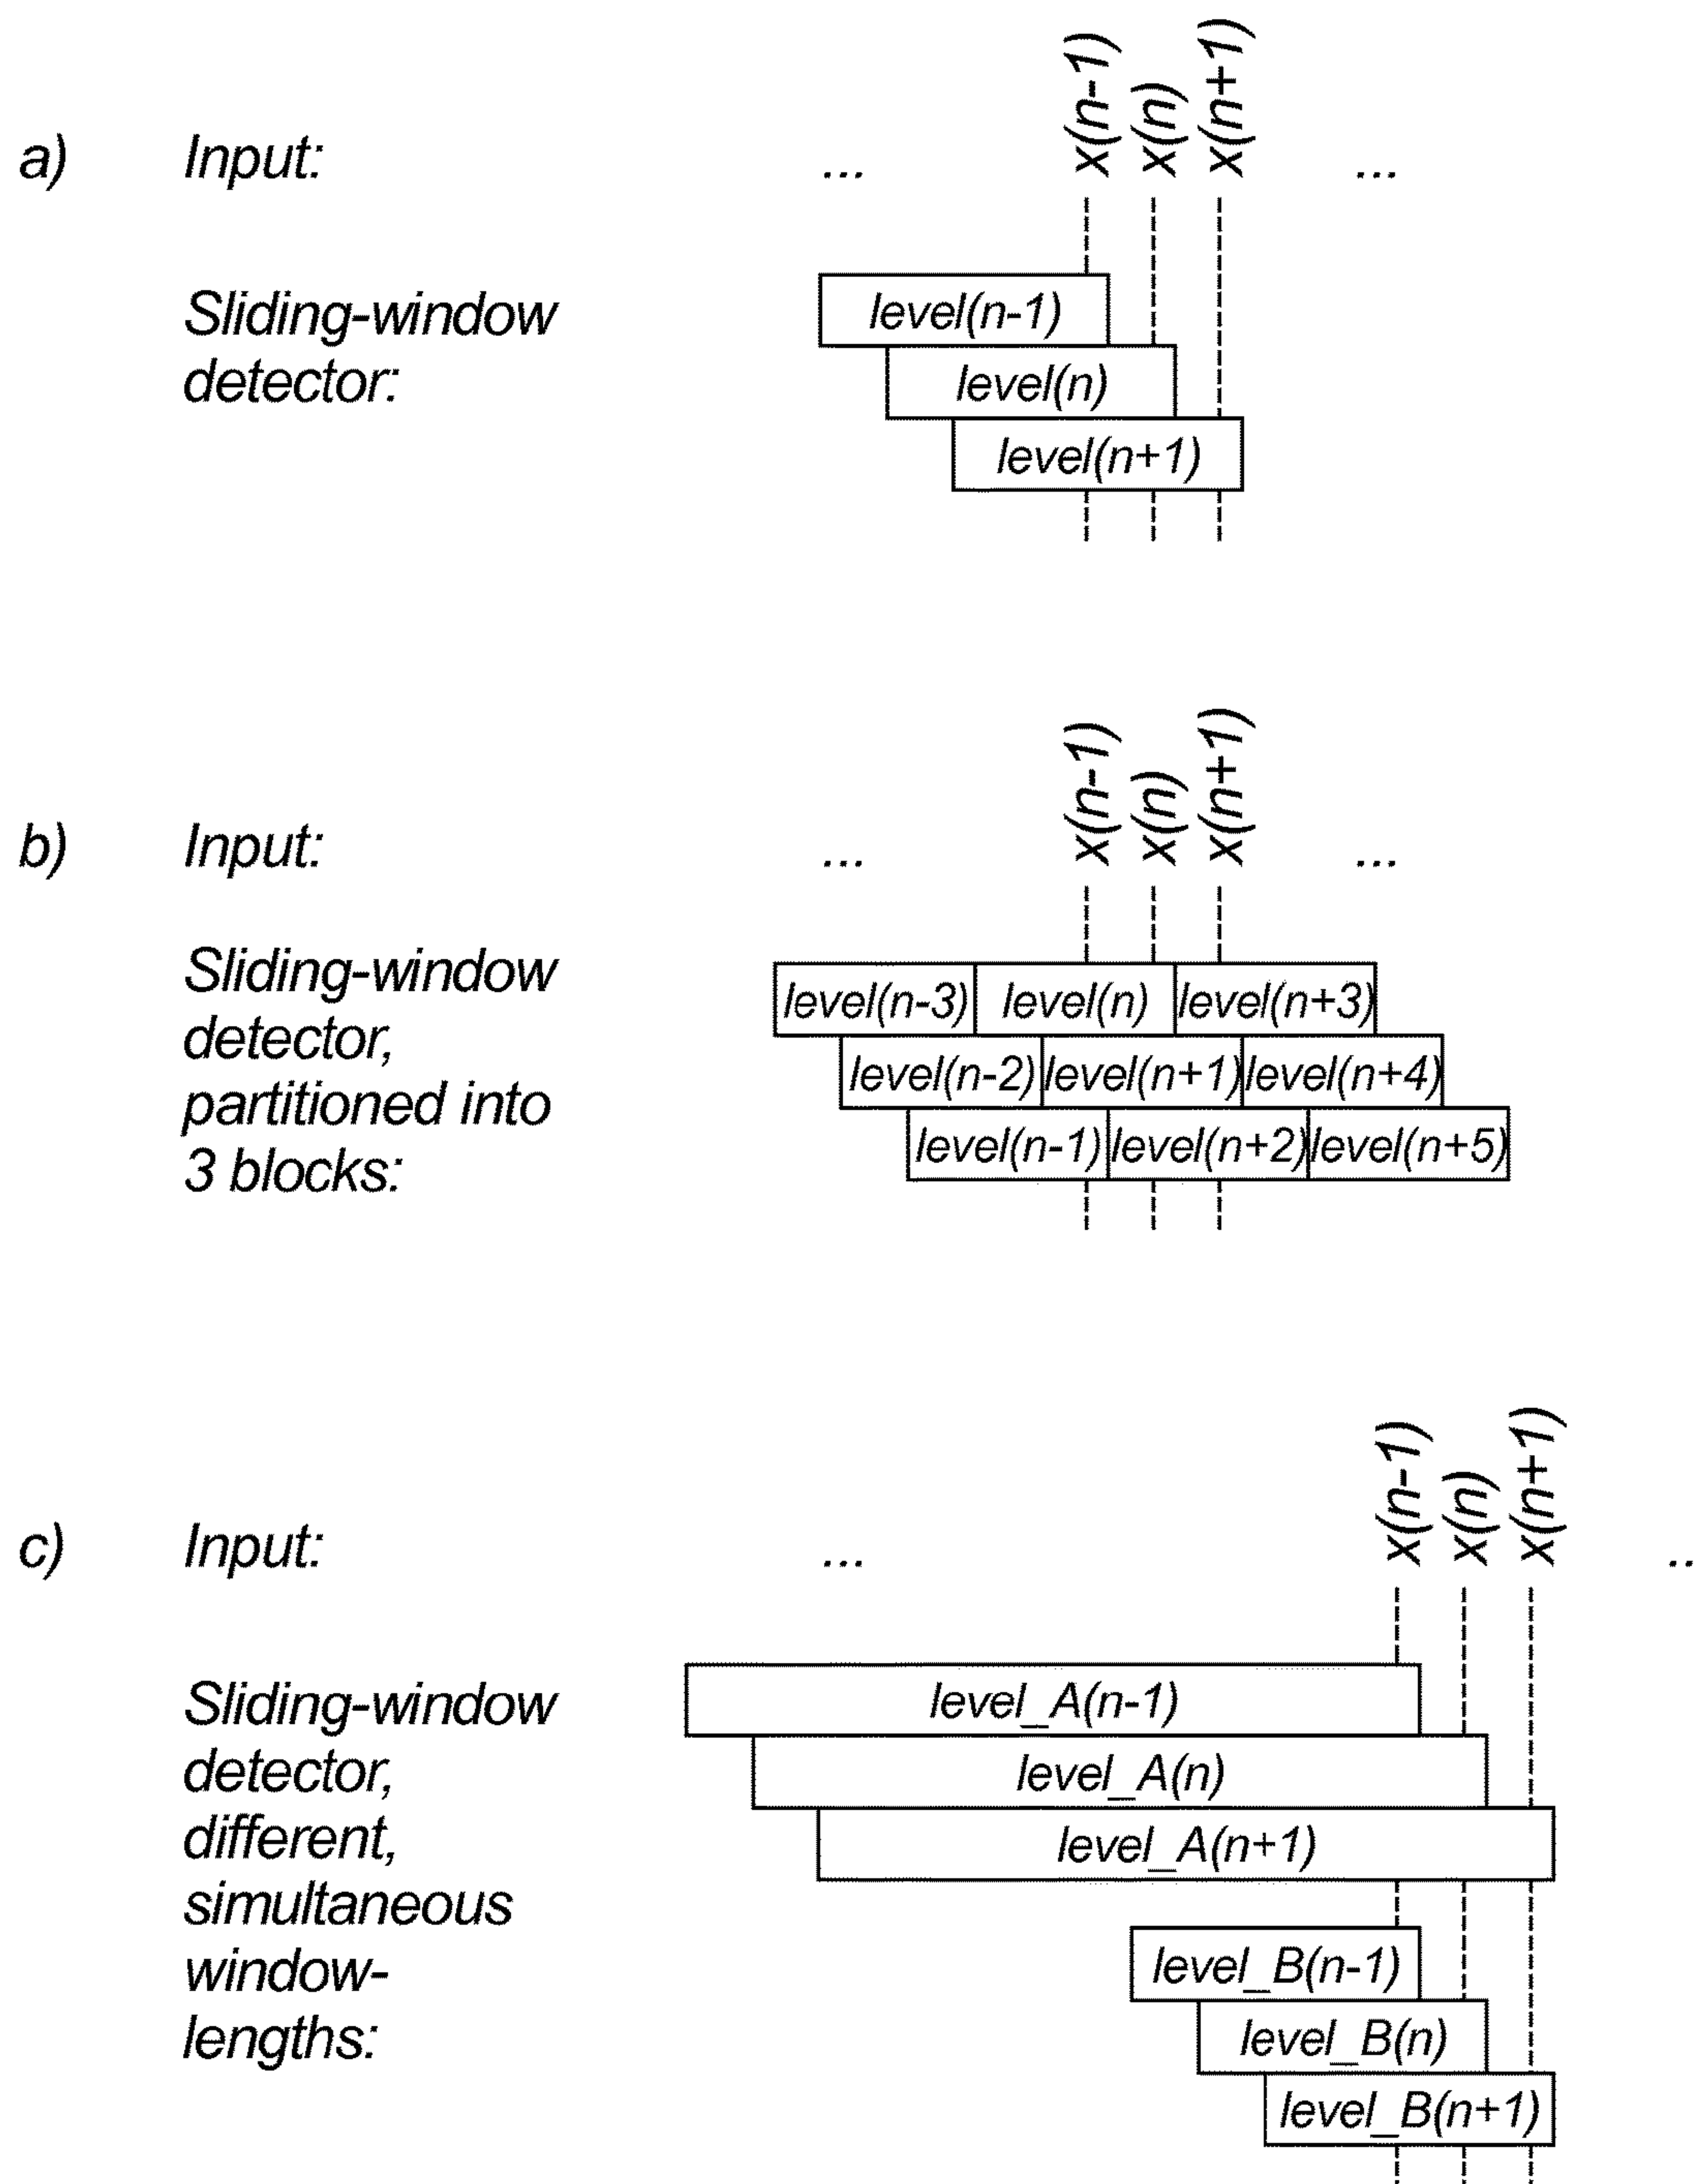 a) Input: ... x(n-1) x(n) x(n+1) ...
Sliding-window
detector:
level(n-1)
level(n)
level(n+1)
b) Input: ... x(n-1) x(n) x(n+1) ...
Sliding-window
detector,
partitioned into
3 blocks:
level(n-3) level(n) level(n+3)
level(n-2) level(n+1) level(n+4)
level(n-1) level(n+2) level(n+5)
c) Input: ... x(n-1) x(n) x(n+1) ..
Sliding-window
detector,
different,
simultaneous
window-
lengths:
level_A(n-1)
level_A(n)
level_A(n+1)
level_B(n-1)
level_B(n)
level_B(n+1)